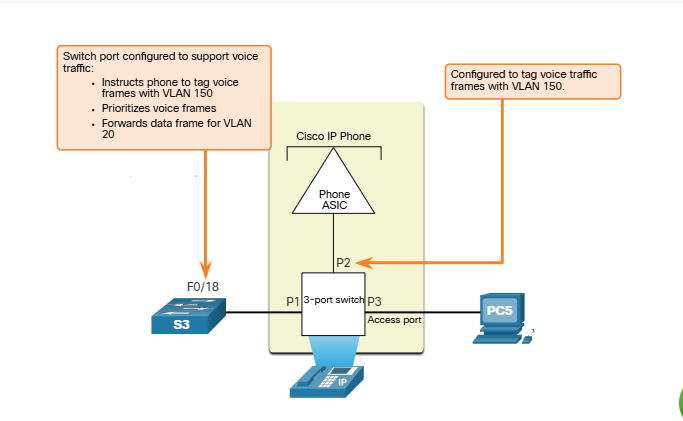 Switch port configured to support voice
traffic:
• Instructs phone to tag voice
frames with VLAN 150
• Prioritizes voice frames
• Forwards data frame for VLAN
20
Configured to tag voice traffic
frames with VLAN 150.
Cisco IP Phone
Phone
ASIC
P2
F0/18
P1
3-port switch
P3
Access port
S3
PC5
IP